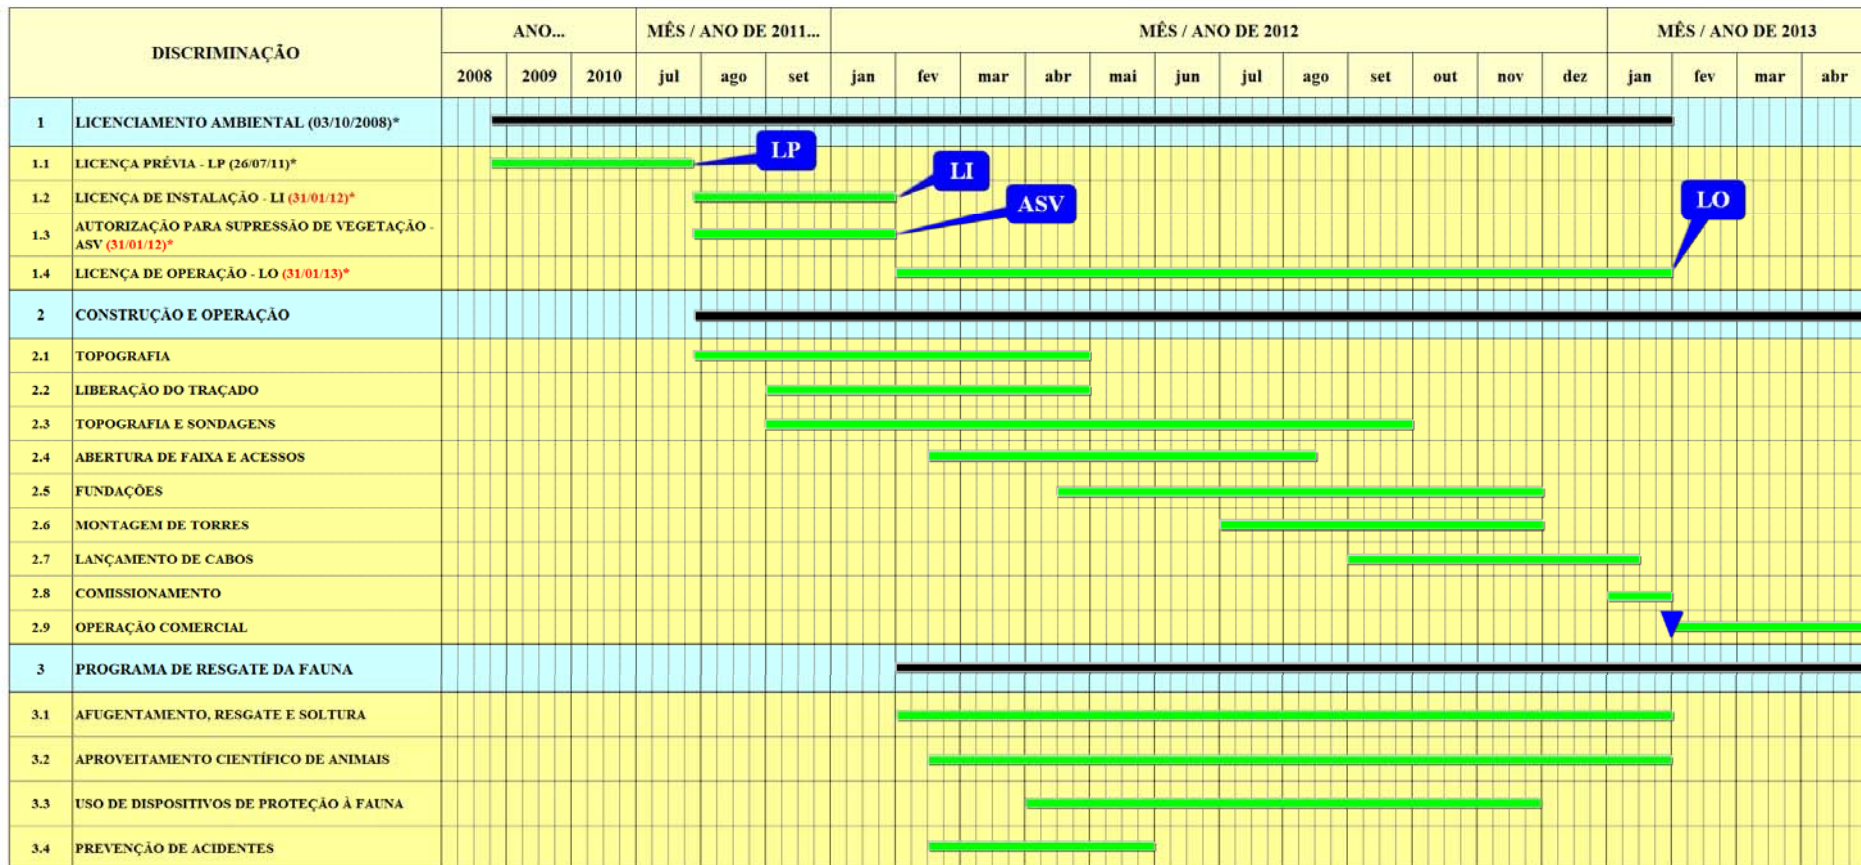 DISCRIMINAÇÃO
ANO...
MÊS / ANO DE 2011...
MÊS / ANO DE 2012
MÊS / ANO DE 2013
2008 2009 2010 jul ago set jan fev mar abr mai jun jul ago set out nov dez jan fev mar abr
1 LICENCIAMENTO AMBIENTAL (03/10/2008)*
1.1 LICENÇA PRÉVIA - LP (26/07/11)*
LP
1.2 LICENÇA DE INSTALAÇÃO - LI (31/01/12)*
LI
1.3 AUTORIZAÇÃO PARA SUPRESSÃO DE VEGETAÇÃO -
ASV (31/01/12)*
ASV
1.4 LICENÇA DE OPERAÇÃO - LO (31/01/13)*
LO
2 CONSTRUÇÃO E OPERAÇÃO
2.1 TOPOGRAFIA
2.2 LIBERAÇÃO DO TRAÇADO
2.3 TOPOGRAFIA E SONDAGENS
2.4 ABERTURA DE FAIXA E ACESSOS
2.5 FUNDAÇÕES
2.6 MONTAGEM DE TORRES
2.7 LANÇAMENTO DE CABOS
2.8 COMISSIONAMENTO
2.9 OPERAÇÃO COMERCIAL
3 PROGRAMA DE RESGATE DA FAUNA
3.1 AFUGENTAMENTO, RESGATE E SOLTURA
3.2 APROVEITAMENTO CIENTÍFICO DE ANIMAIS
3.3 USO DE DISPOSITIVOS DE PROTEÇÃO À FAUNA
3.4 PREVENÇÃO DE ACIDENTES